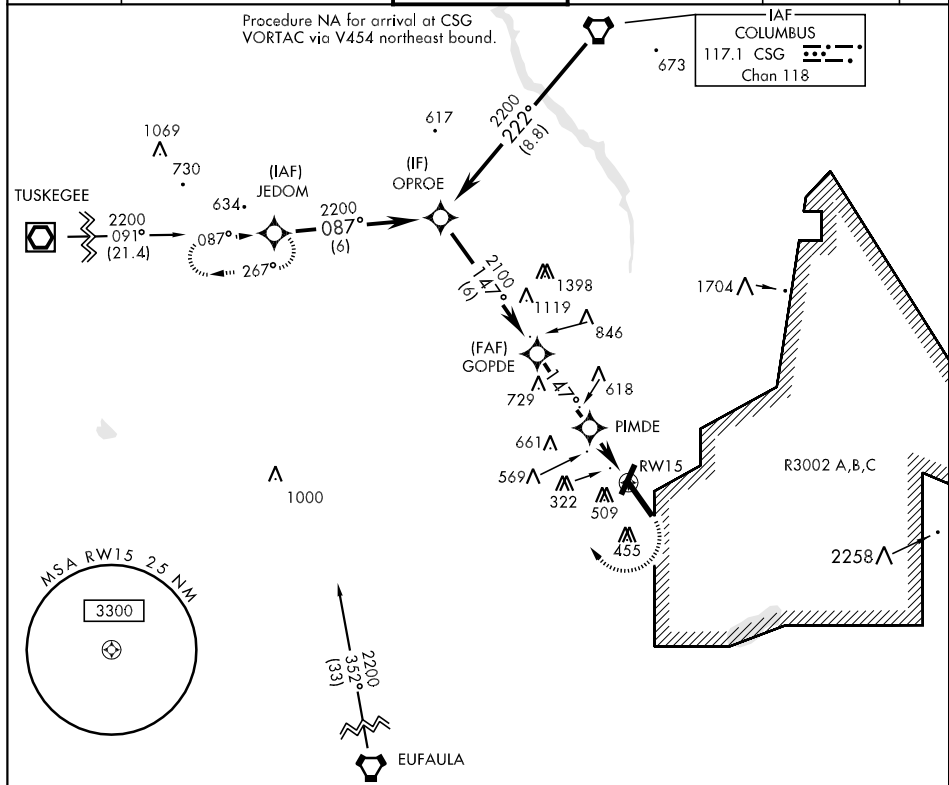 Procedure NA for arrival at CSG
VORTAC via V454 northeast bound.
IAF
COLUMBUS
117.1 CSG
Chan 118
673
2200
222°
(8.8)
617
1069
730
(IAF)
JEDOM
634
(IF)
OPROE
TUSKEGEE
2200
091°
(21.4)
087°
267°
2200
087°
(6)
2100
147°
(6)
1398
1119
846
1704
(FAF)
GOPDE
147°
729
618
PIMDE
661
569
322
509
RW15
455
R3002 A,B,C
2258
1000
MSA RW15 25 NM
3300
2200
352°
(33)
EUFAULA